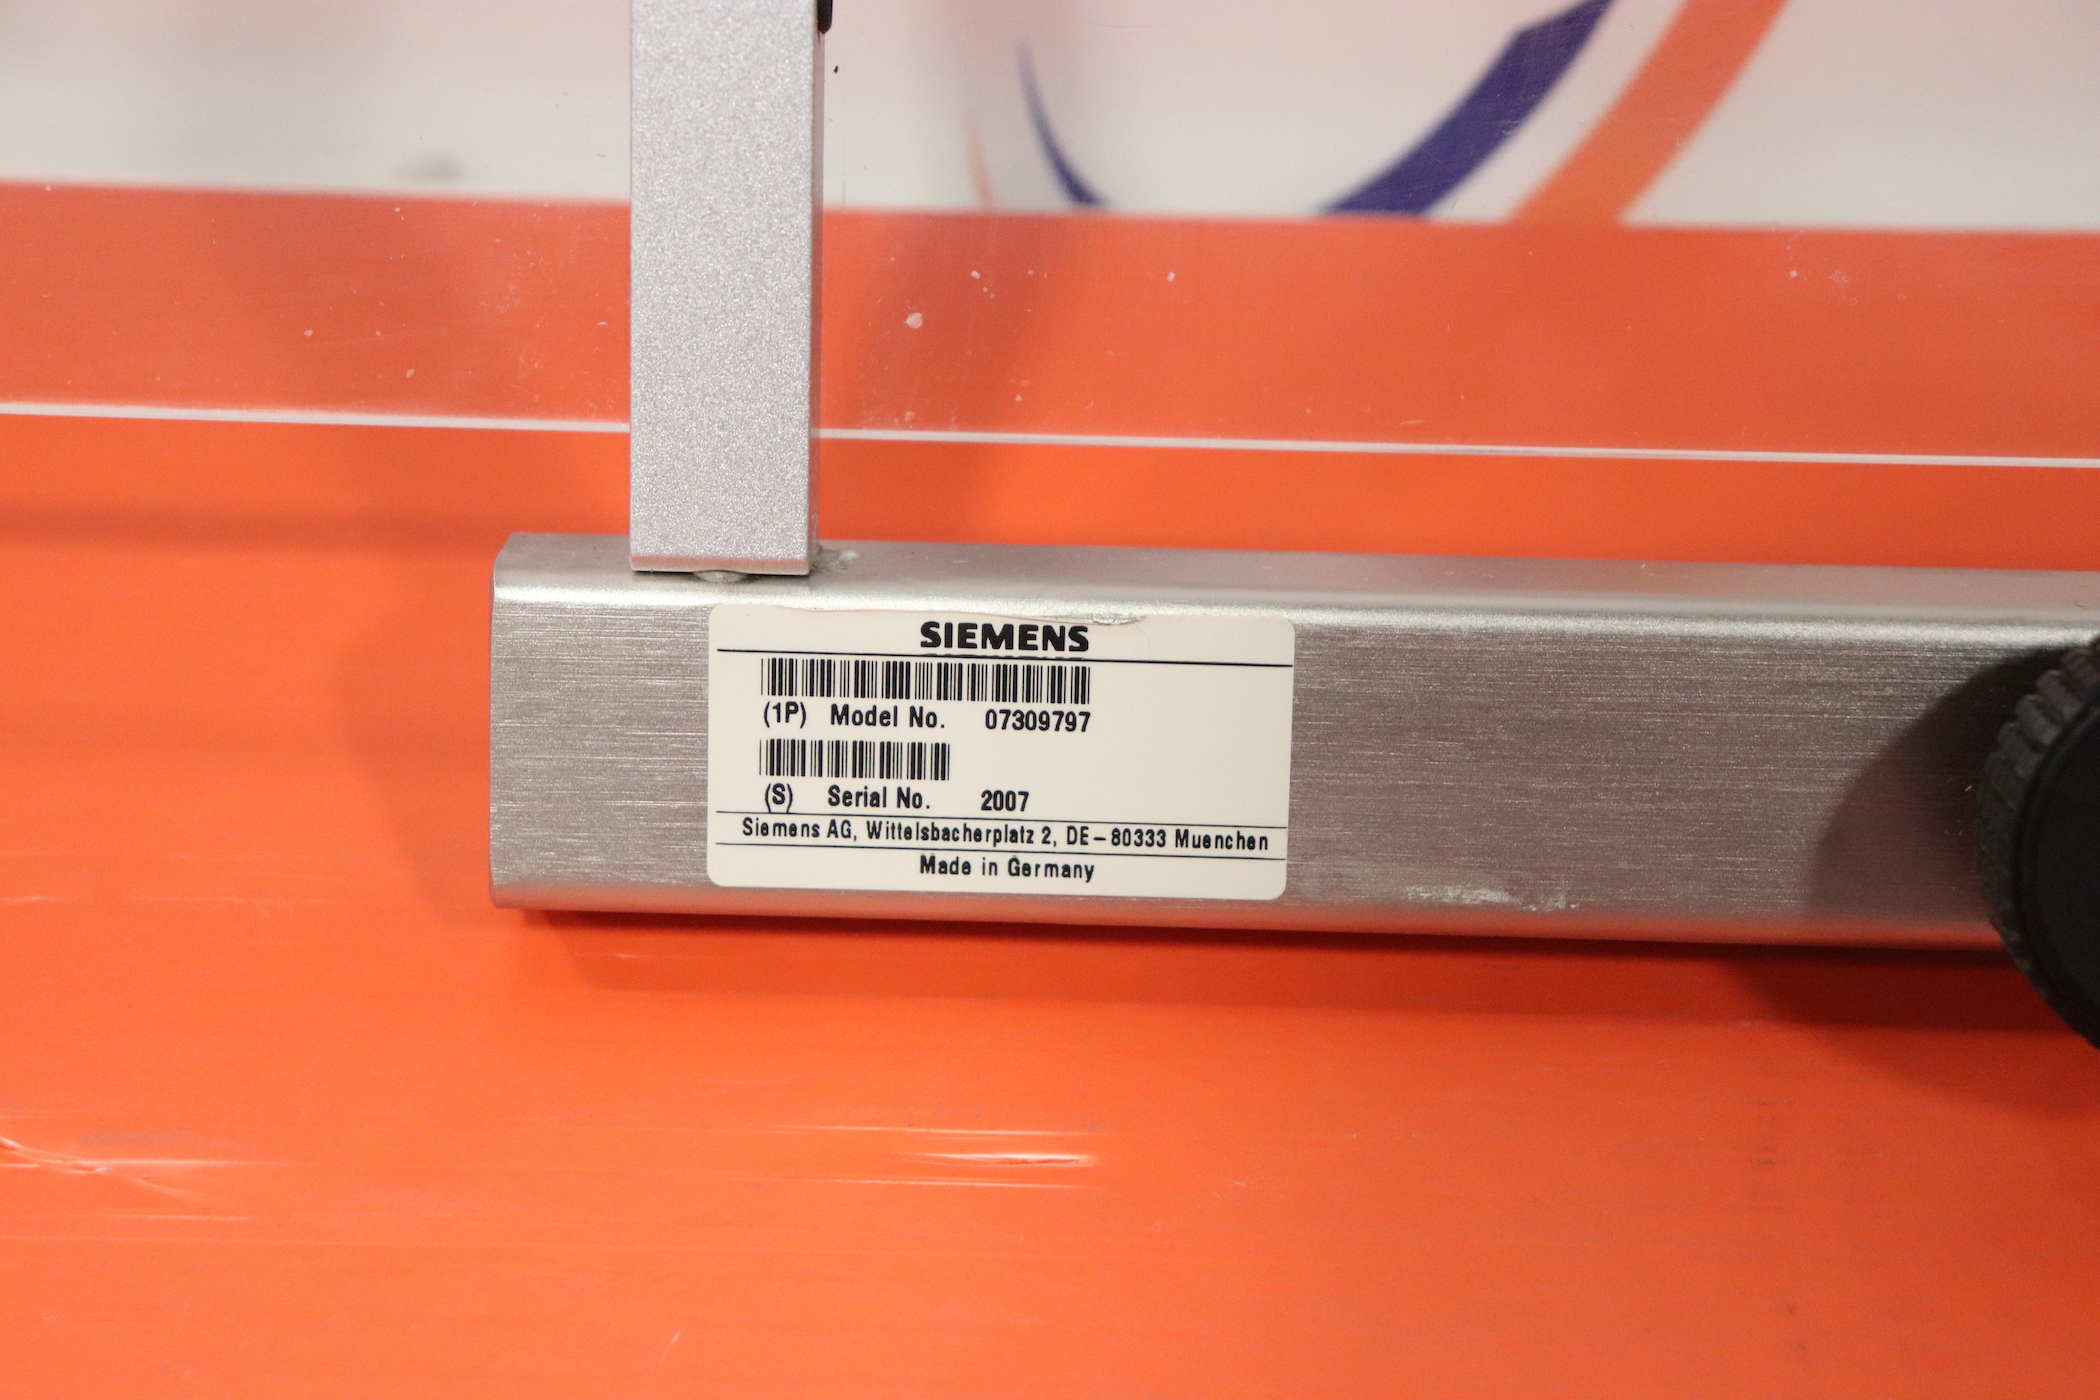 SIEMENS
(1P) Model No. 07309797
(S) Serial No. 2007
Siemens AG, Wittelsbacherplatz 2, DE-80333 Muenchen
Made in Germany